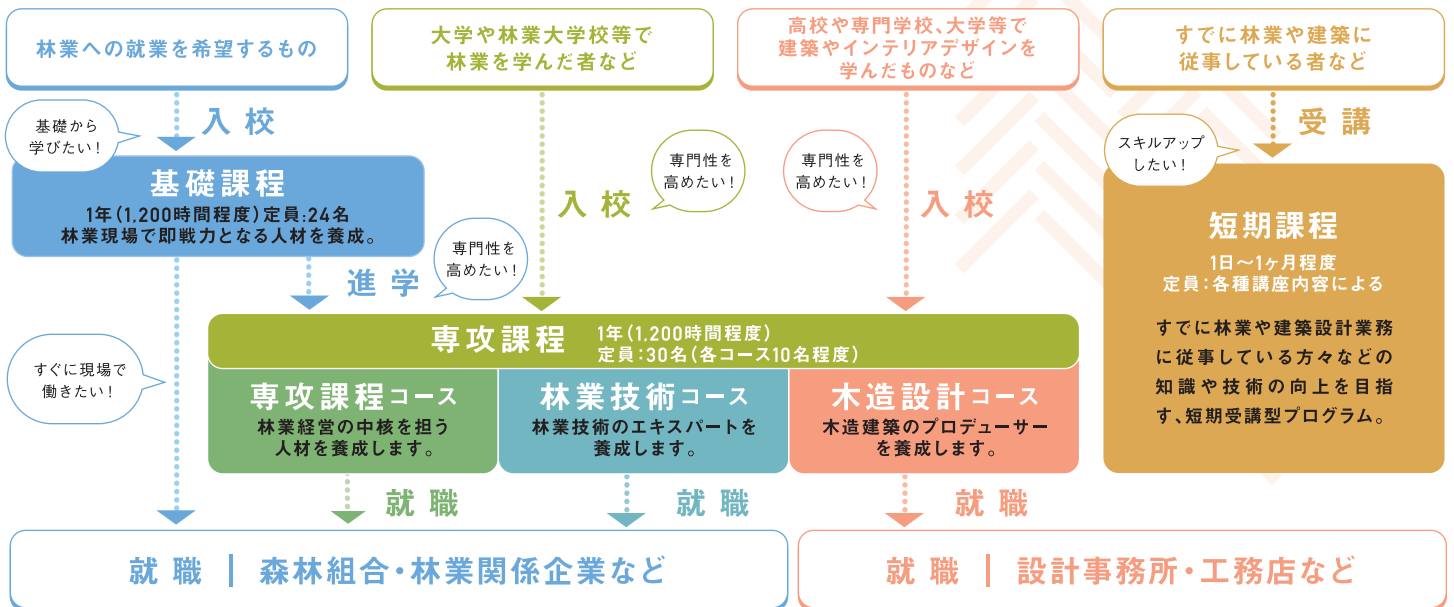 林業への就業を希望するもの
大学や林業大学校等で
林業を学んだ者など
高校や専門学校、大学等で
建築やインテリアデザインを
学んだものなど
すでに林業や建築に
従事している者など
基礎から
学びたい！
入校
基礎課程
1年（1,200時間程度）定員:24名
林業現場で即戦力となる人材を養成。
進学
専門性を
高めたい！
専門性を
高めたい！
入校
専門性を
高めたい！
入校
受講
スキルアップ
したい！
短期課程
1日〜1ヶ月程度
定員：各種講座内容による
すでに林業や建築設計業務
に従事している方々などの
知識や技術の向上を目指
す、短期受講型プログラム。
すぐに現場で
働きたい！
専攻課程
1年（1,200時間程度）
定員：30名（各コース10名程度）
専攻課程コース
林業経営の中核を担う
人材を養成します。
林業技術コース
林業技術のエキスパートを
養成します。
木造設計コース
木造建築のプロデューサー
を養成します。
就職
就職
就職
就職｜森林組合・林業関係企業など
就職｜設計事務所・工務店など